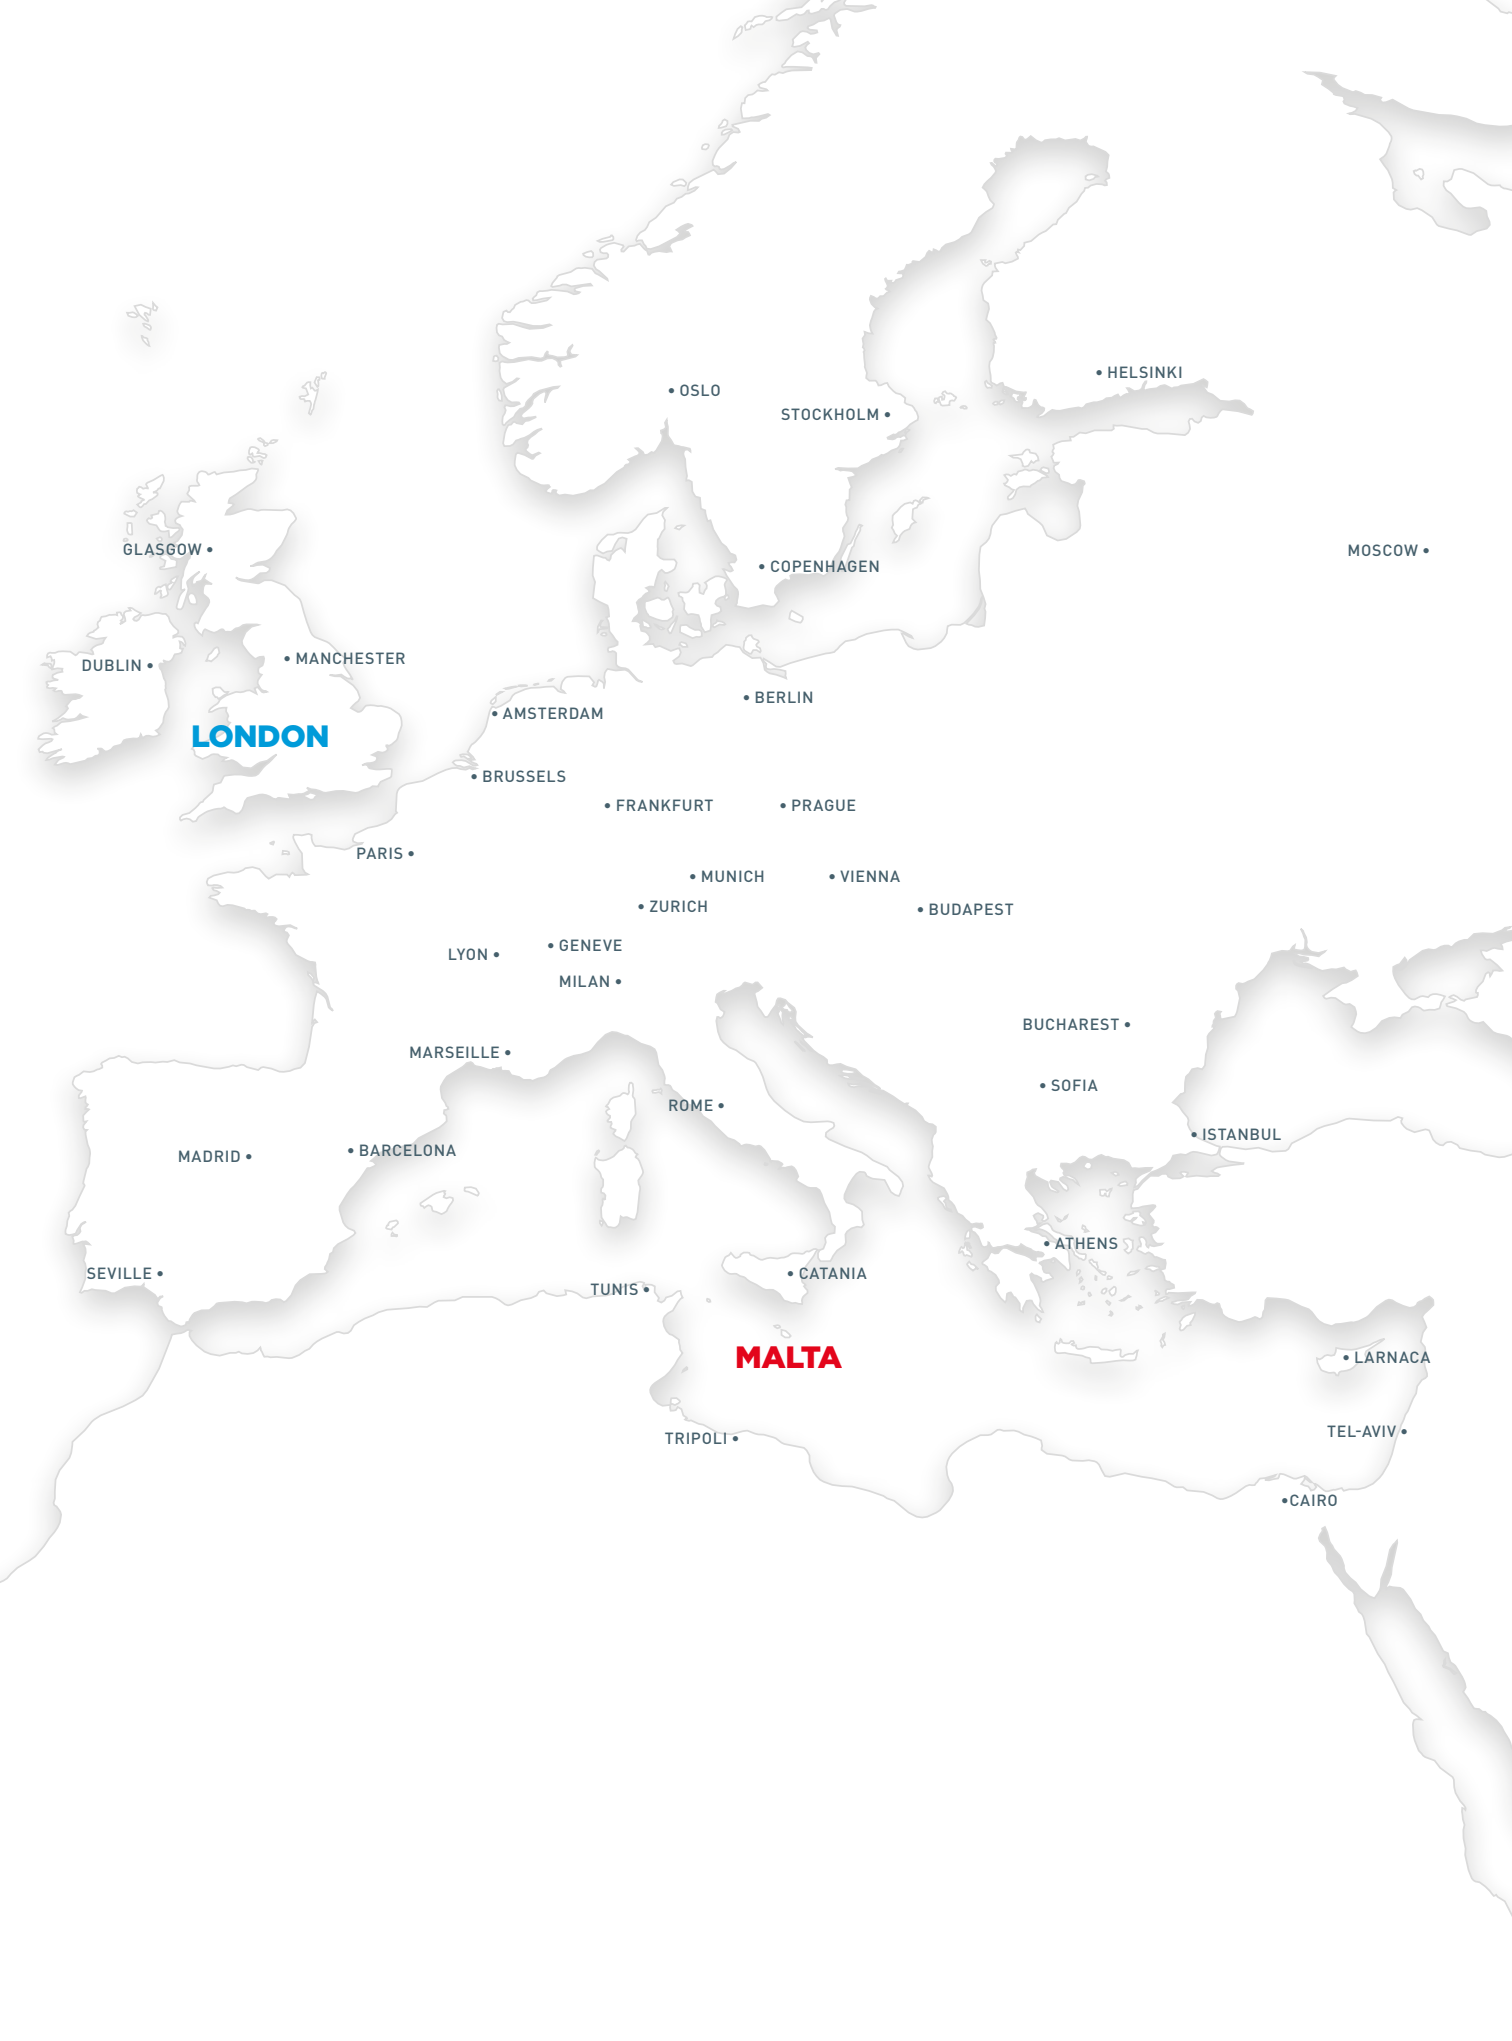 HELSINKI
OSLO
STOCKHOLM
GLASGOW
MOSCOW
COPENHAGEN
MANCHESTER
DUBLIN
BERLIN
AMSTERDAM
LONDON
BRUSSELS
FRANKFURT
PRAGUE
PARIS
MUNICH
VIENNA
ZURICH
BUDAPEST
GENEVE
LYON
MILAN
BUCHAREST
MARSEILLE
SOFIA
ROME
ISTANBUL
BARCELONA
MADRID
ATHENS
SEVILLE
CATANIA
TUNIS
MALTA
LARNACA
TEL-AVIV
TRIPOLI
CAIRO